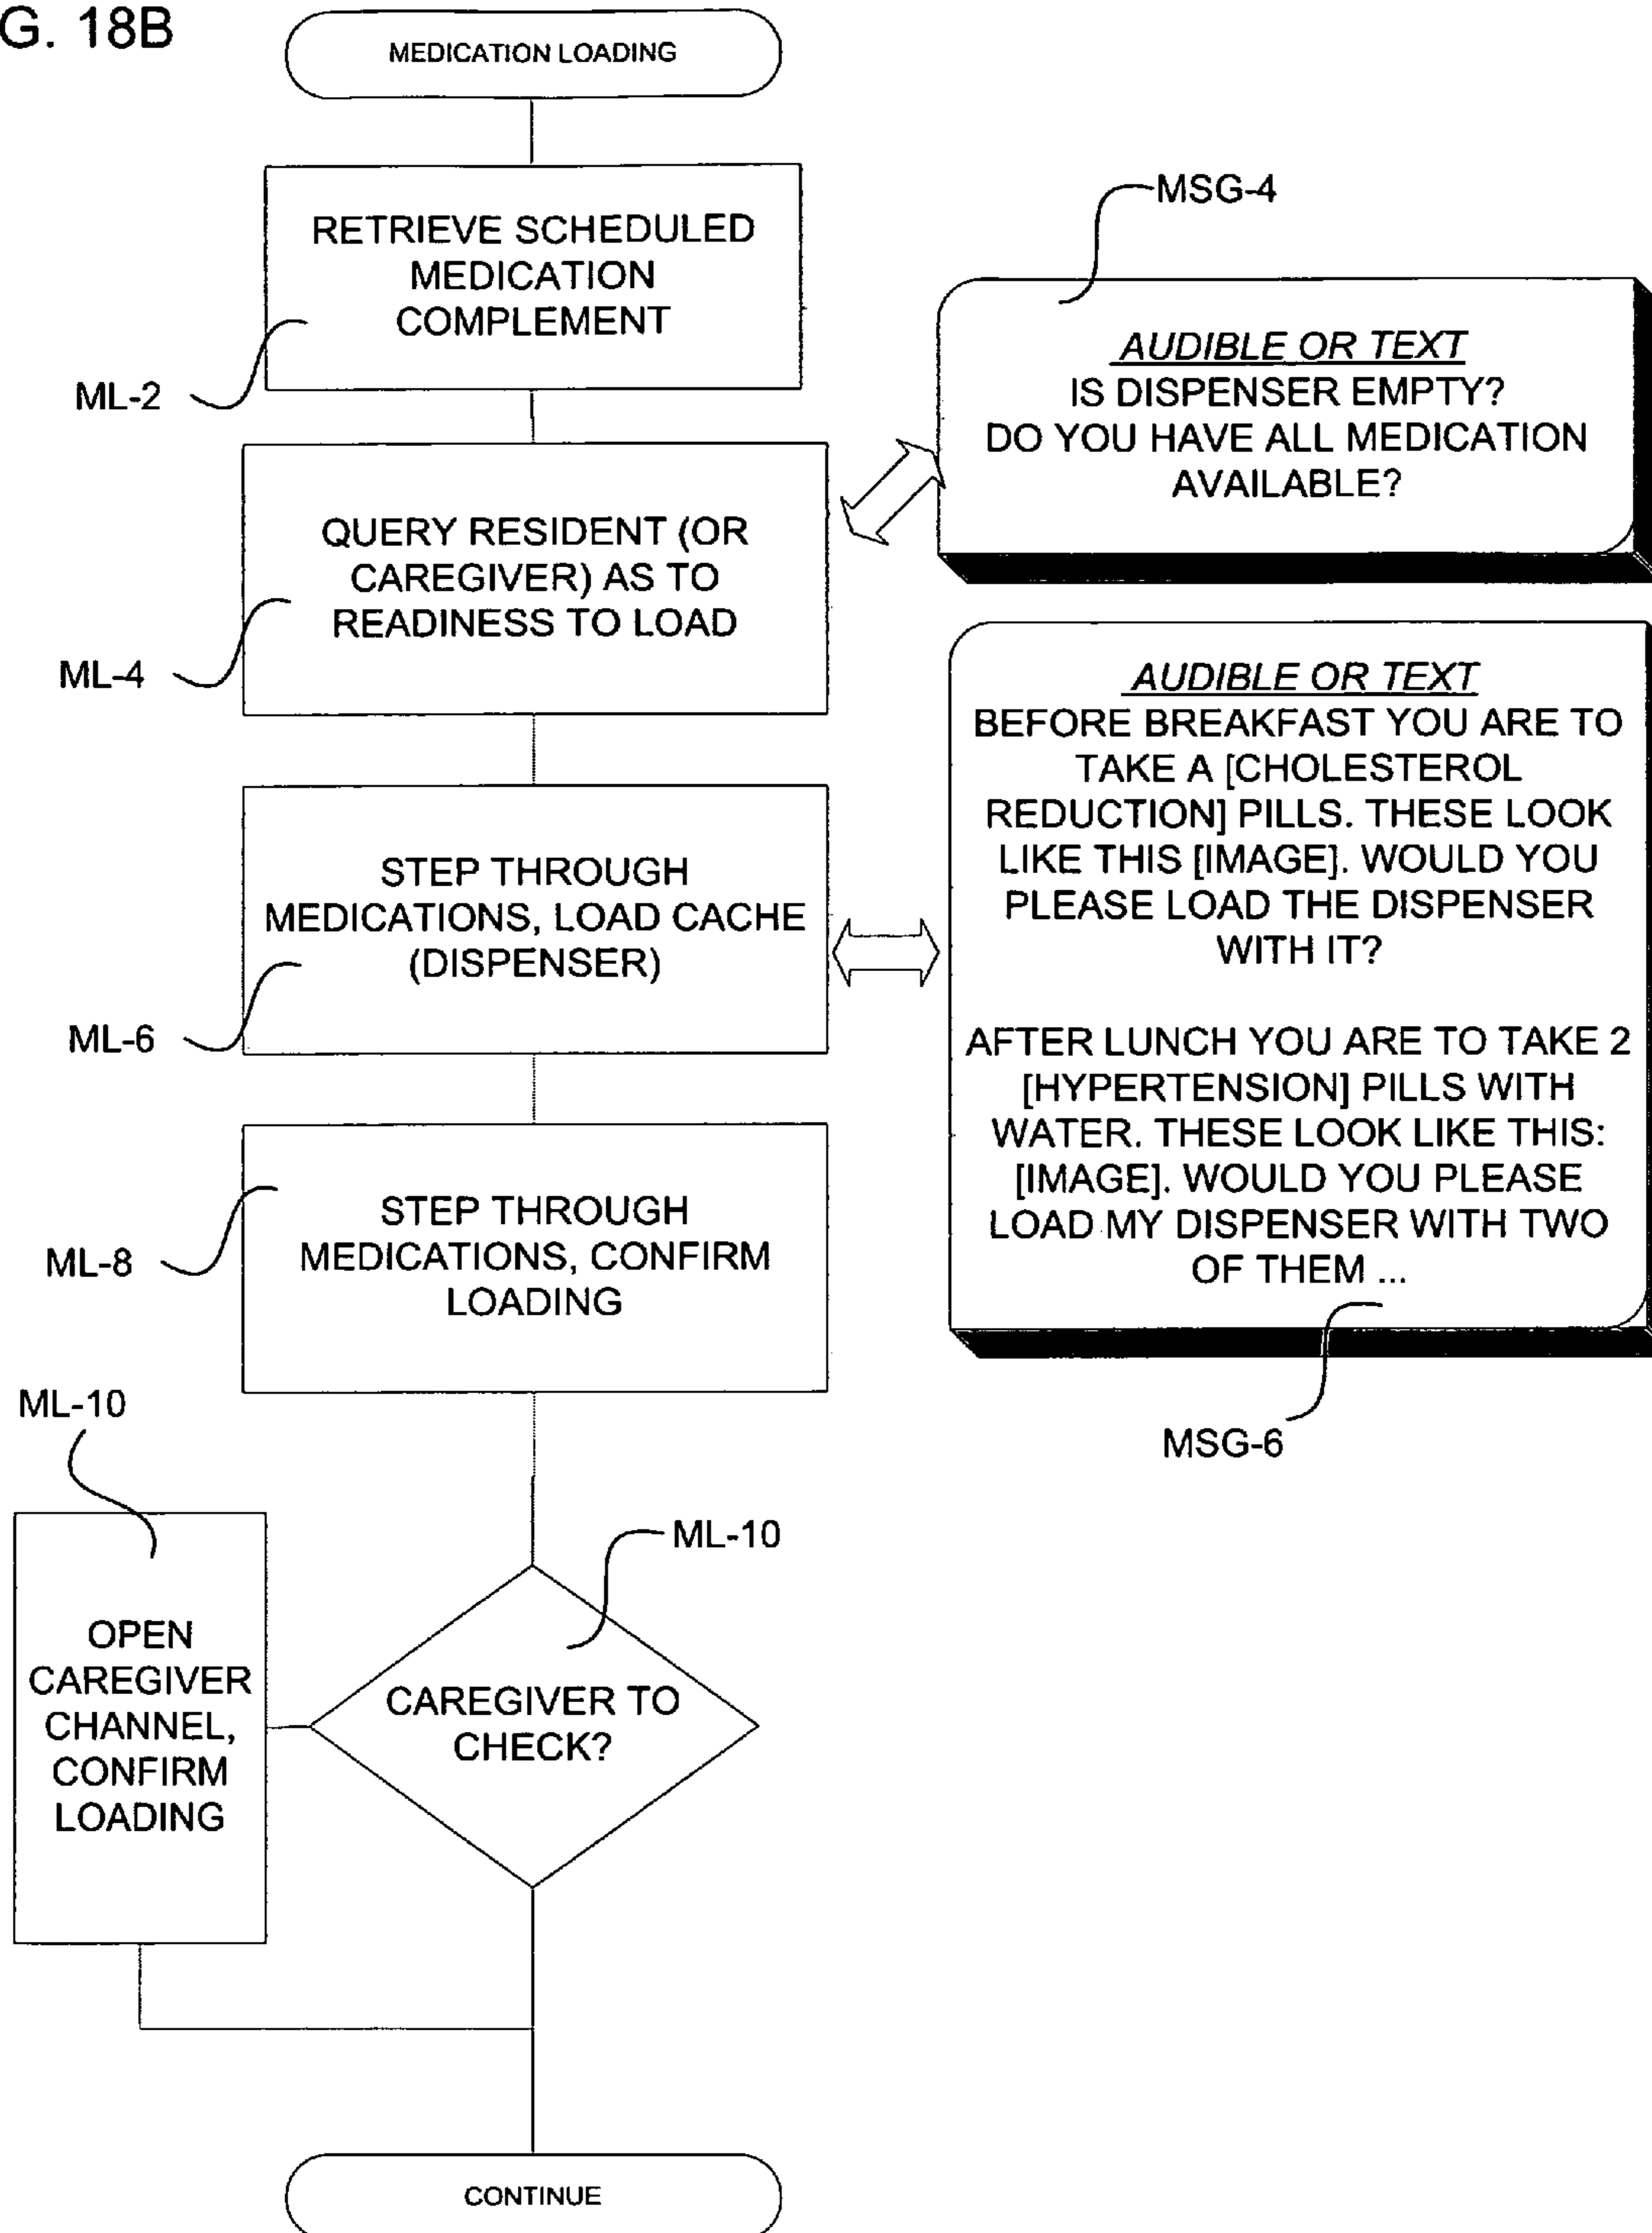 G. 18B
MEDICATION LOADING
RETRIEVE SCHEDULED
MEDICATION
COMPLEMENT
ML-2
MSG-4
AUDIBLE OR TEXT
IS DISPENSER EMPTY?
DO YOU HAVE ALL MEDICATION
AVAILABLE?
QUERY RESIDENT (OR
CAREGIVER) AS TO
READINESS TO LOAD
ML-4
AUDIBLE OR TEXT
BEFORE BREAKFAST YOU ARE TO
TAKE A [CHOLESTEROL
REDUCTION] PILLS. THESE LOOK
LIKE THIS [IMAGE]. WOULD YOU
PLEASE LOAD THE DISPENSER
WITH IT?
AFTER LUNCH YOU ARE TO TAKE 2
[HYPERTENSION] PILLS WITH
WATER. THESE LOOK LIKE THIS:
[IMAGE]. WOULD YOU PLEASE
LOAD MY DISPENSER WITH TWO
OF THEM ...
MSG-6
STEP THROUGH
MEDICATIONS, LOAD CACHE
(DISPENSER)
ML-6
STEP THROUGH
MEDICATIONS, CONFIRM
LOADING
ML-8
ML-10
OPEN
CAREGIVER
CHANNEL,
CONFIRM
LOADING
ML-10
CAREGIVER TO
CHECK?
CONTINUE